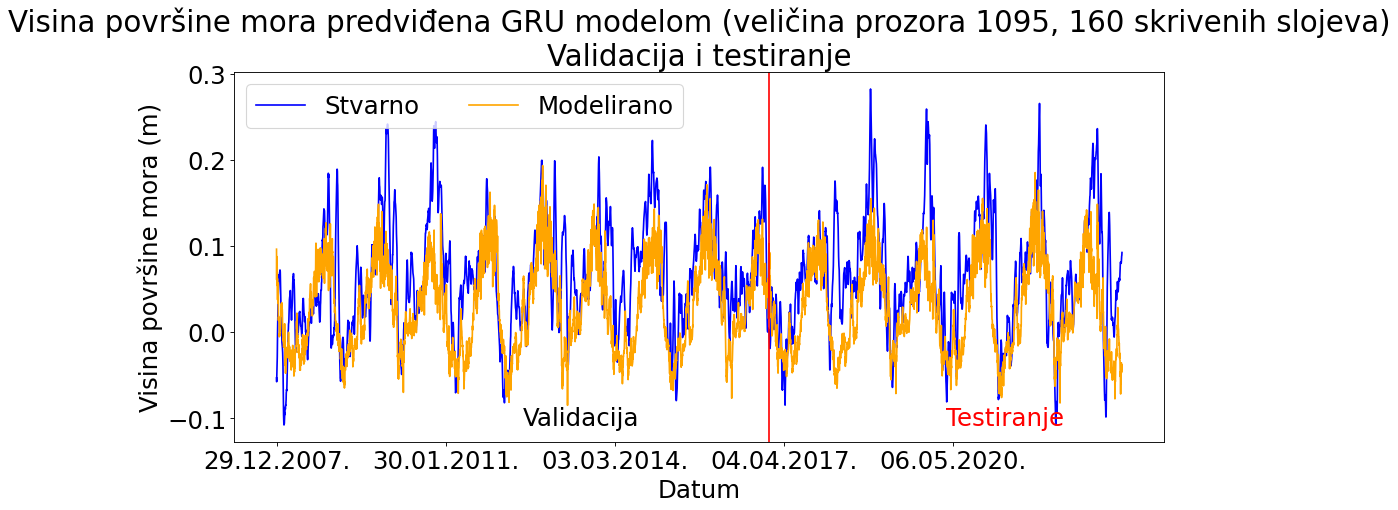 Visina površine mora predviđena GRU modelom (veličina prozora 1095, 160 skrivenih slojeva)
Validacija i testiranje
Stvarno
Modelirano
Visina površine mora (m)
0.3
0.2
0.1
0.0
−0.1
Validacija
Testiranje
29.12.2007.
30.01.2011.
03.03.2014.
04.04.2017.
06.05.2020.
Datum